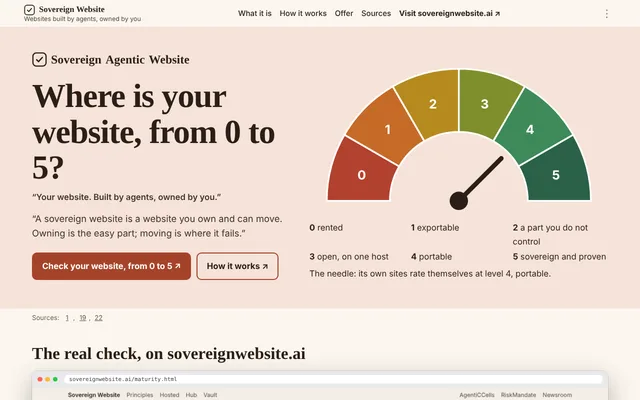 Sovereign Website
Websites built by agents, owned by you
What it is
How it works
Offer
Sources
Visit sovereignwebsite.ai ↗
Sovereign Agentic Website
Where is your
website, from 0 to
5?
“Your website. Built by agents, owned by you.”
“A sovereign website is a website you own and can move.
Owning is the easy part; moving is where it fails.”
Check your website, from 0 to 5 ↗
How it works ↗
0
1
2
3
4
5
0 rented
1 exportable
2 a part you do not
control
3 open, on one host
4 portable
5 sovereign and proven
The needle: its own sites rate themselves at level 4, portable.
Sources: 1 , 19 , 22
The real check, on sovereignwebsite.ai
sovereignwebsite.ai/maturity.html
Sovereign Website
Principles
Hosted
Hub
Vault
AgentICCells
RiskMandate
Newsroom